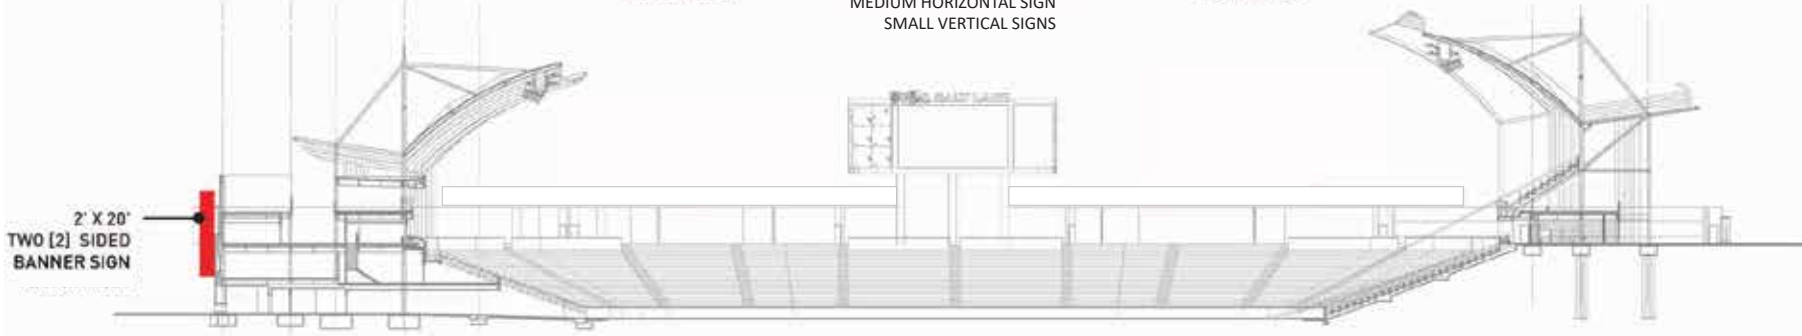 MEDIUM HORIZONTAL SIGN
SMALL VERTICAL SIGNS
2' X 20'
TWO [2] SIDED
BANNER SIGN